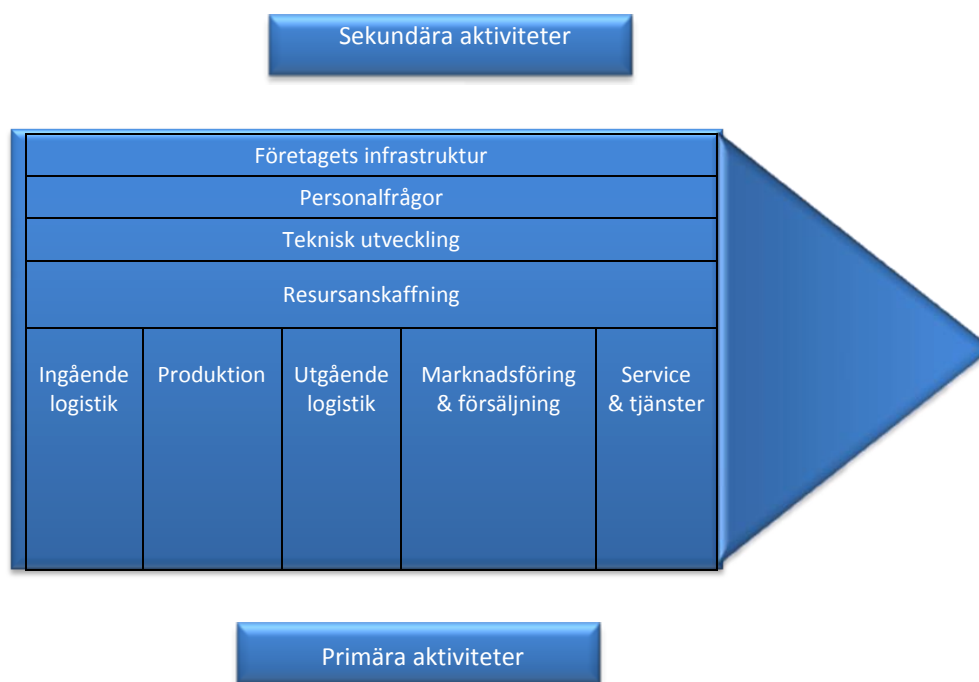 Sekundära aktiviteter
Företagets infrastruktur
Personalfrågor
Teknisk utveckling
Resursanskaffning
Ingående
logistik
Produktion
Utgående
logistik
Marknadsföring
& försäljning
Service
& tjänster
Primära aktiviteter